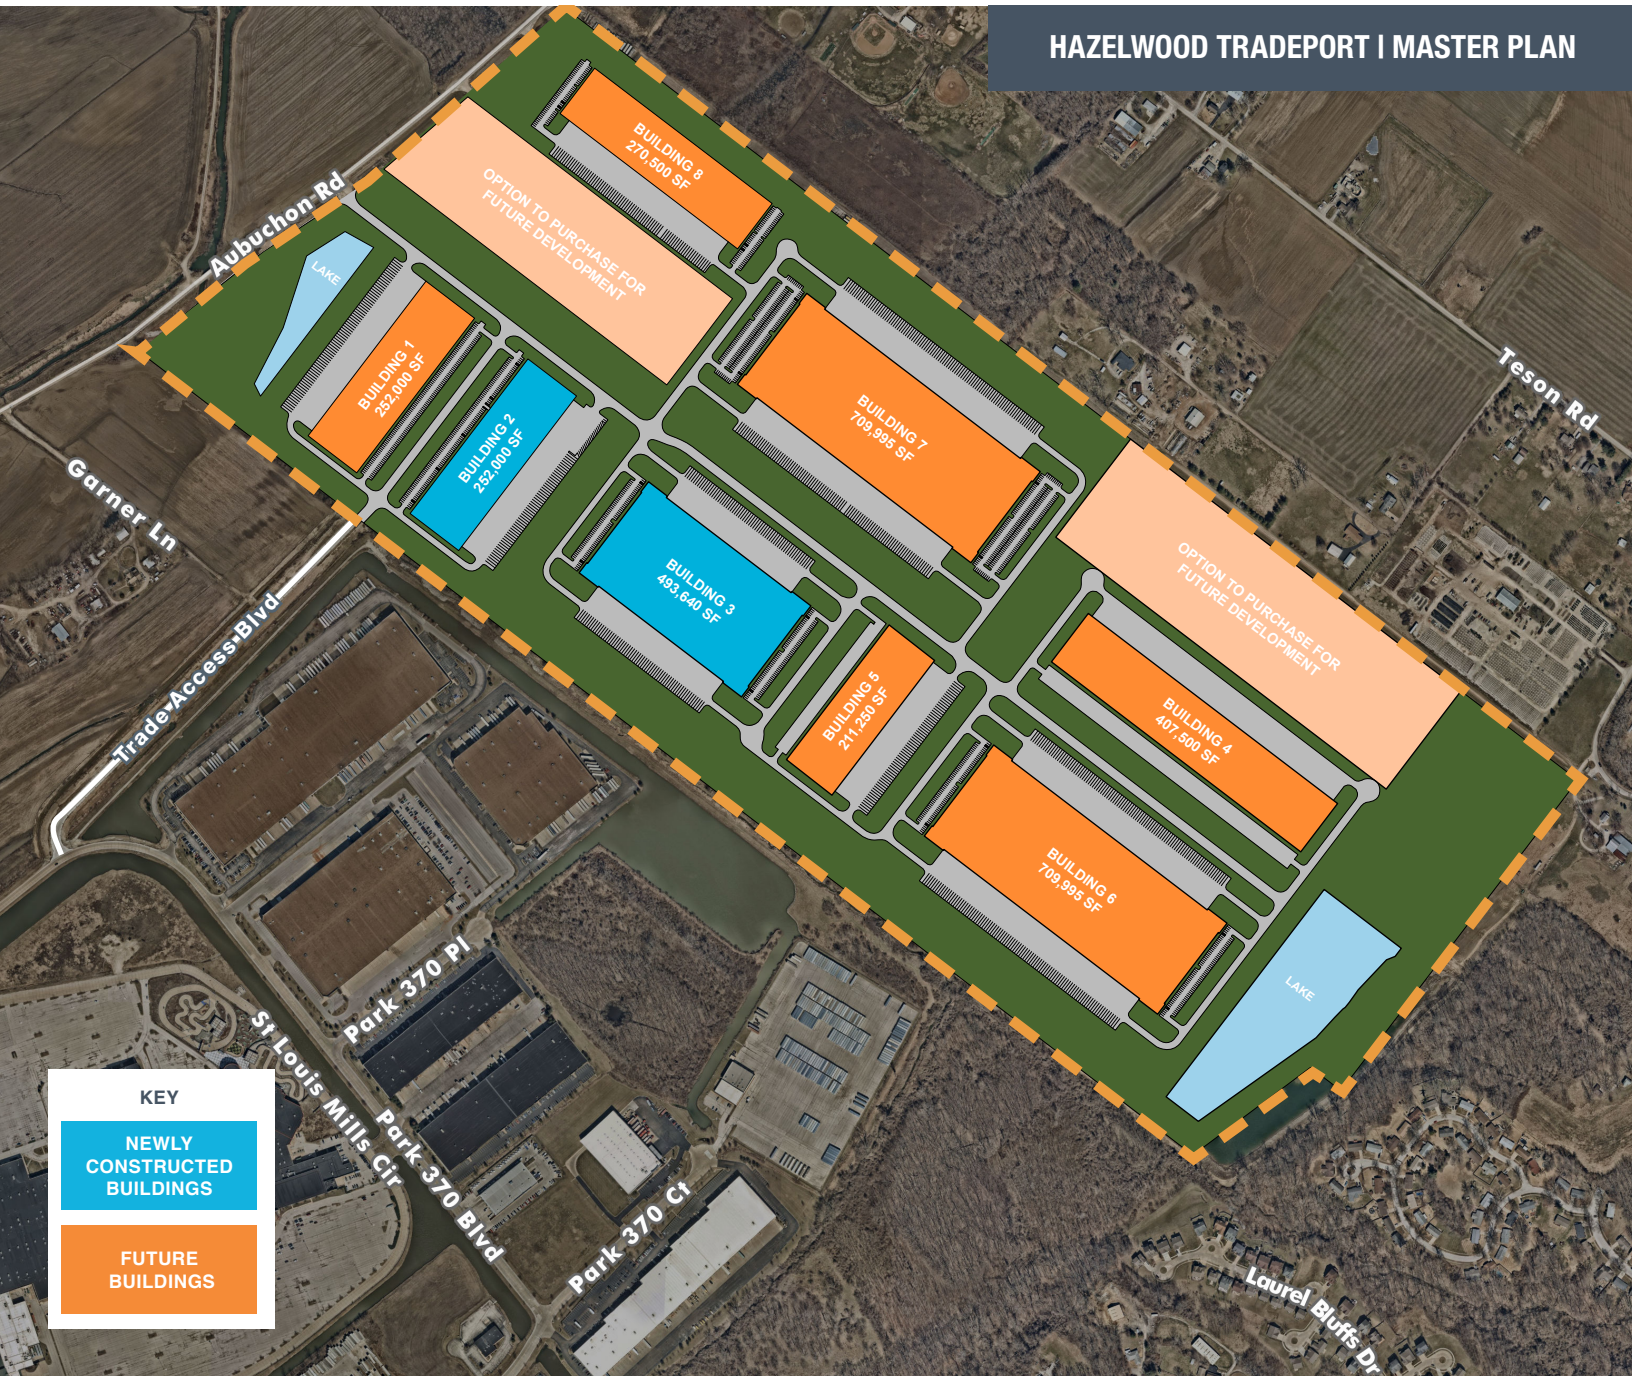 HAZELWOOD TRADEPORT | MASTER PLAN
BUILDING 8
270,500 SF
OPTION TO PURCHASE FOR
FUTURE DEVELOPMENT
Aubuchon Rd
LAKE
BUILDING 1
252,000 SF
BUILDING 2
252,000 SF
BUILDING 7
709,995 SF
Teson Rd
Garner Ln
BUILDING 3
493,640 SF
OPTION TO PURCHASE FOR
FUTURE DEVELOPMENT
Trade Access Blvd
BUILDING 5
211,250 SF
BUILDING 4
407,500 SF
BUILDING 6
709,995 SF
LAKE
Park 370 Pl
St Louis Mills Cir
Park 370 Blvd
Park 370 Ct
Laurel Bluffs Dr
KEY
NEWLY
CONSTRUCTED
BUILDINGS
FUTURE
BUILDINGS